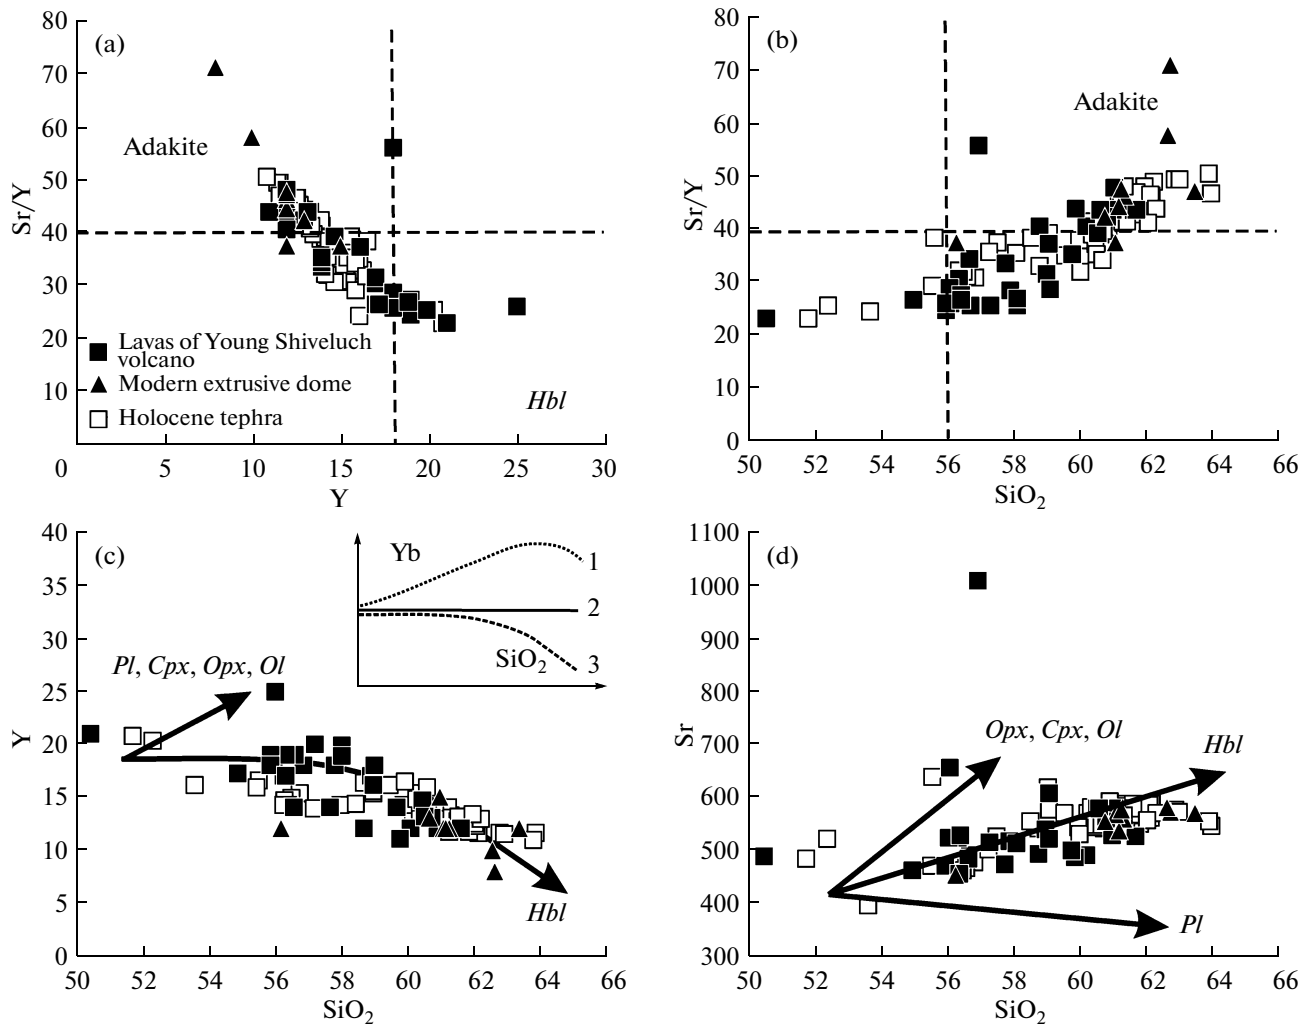 (a)
80
70
60
50
40
30
20
10
Sr/Y
Adakite
Lavas of Young Shiveluch
volcano
Modern extrusive dome
Holocene tephra
Hbl
0 5 10 15 20 25 30
Y
(b)
80
70
60
50
40
30
20
10
0
Sr/Y
Adakite
50 52 54 56 58 60 62 64 66
SiO₂
(c)
40
35
30
25
20
15
10
5
0
Y
Pl, Cpx, Opx, Ol
Yb
1
2
3
SiO₂
Hbl
50 52 54 56 58 60 62 64 66
SiO₂
(d)
1100
1000
900
800
700
600
500
400
300
Sr
Opx, Cpx, Ol
Hbl
Pl
50 52 54 56 58 60 62 64 66
SiO₂